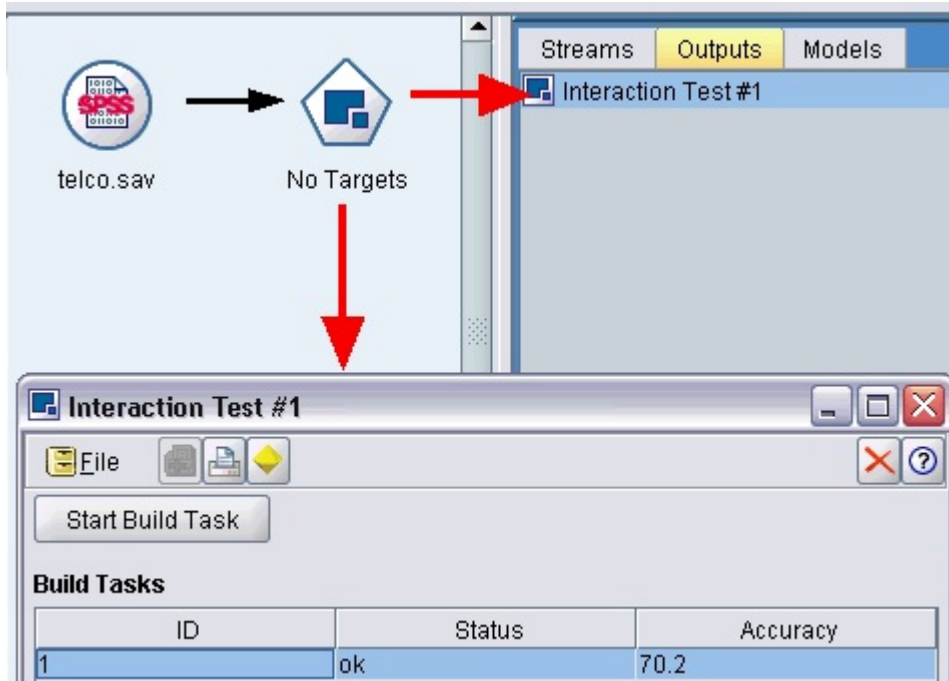 Streams Outputs Models
Interaction Test #1
SPSS
telco.sav
No Targets
Interaction Test #1
File
Start Build Task
Build Tasks
ID Status Accuracy
1 ok 70.2